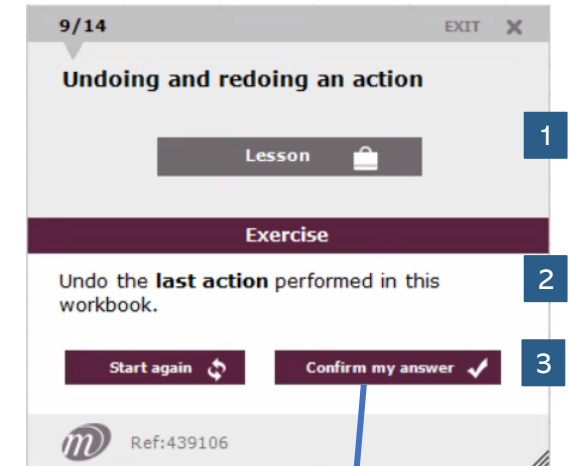 9/14 EXIT
Undoing and redoing an action
1
Lesson
Exercise
Undo the last action performed in this
workbook.
2
Start again Confirm my answer
3
m Ref:439106